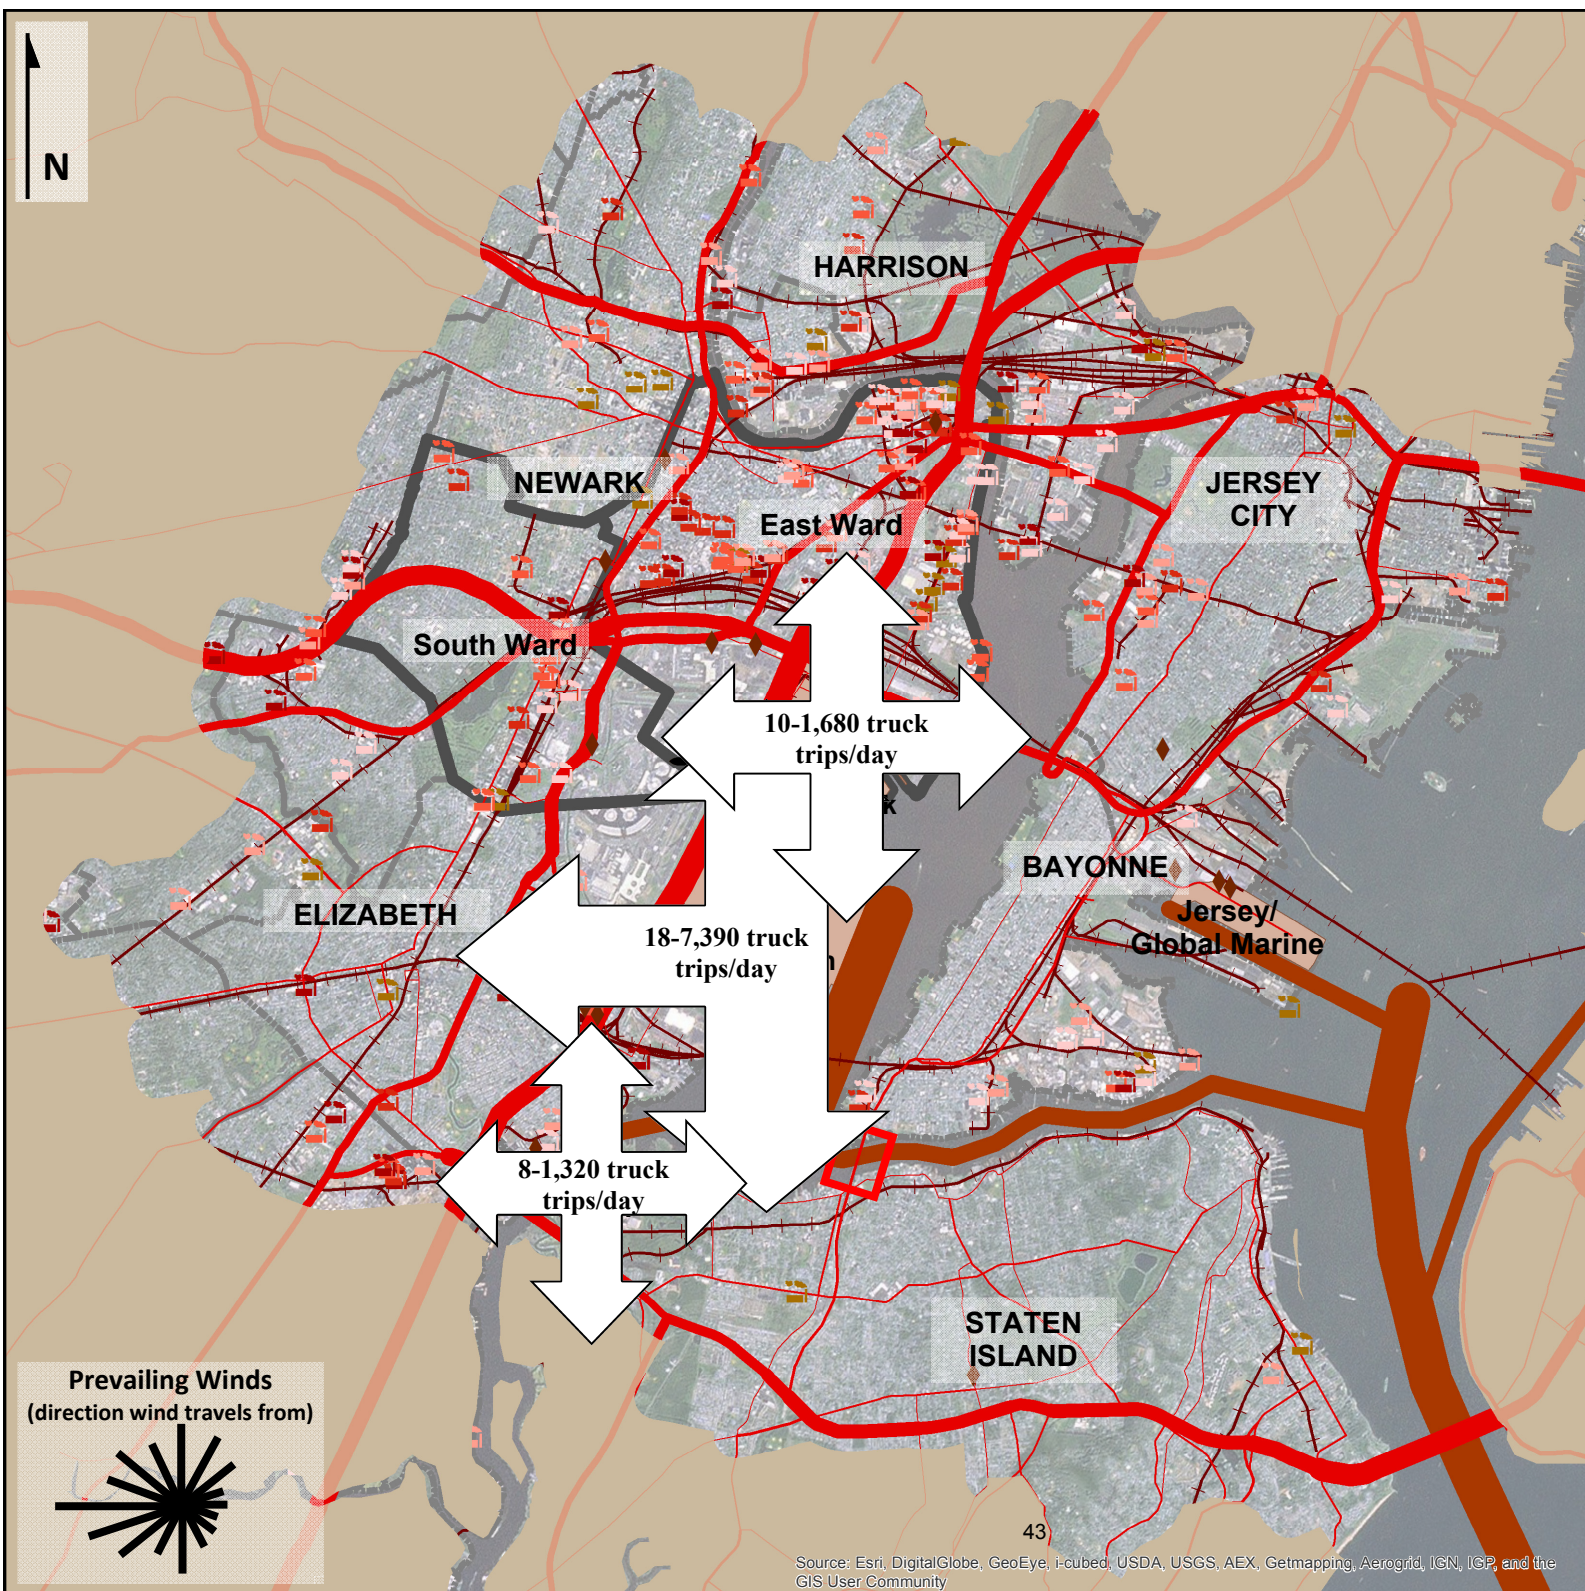 N
HARRISON
NEWARK
JERSEY
CITY
East Ward
South Ward
10-1,680 truck
trips/day
k
BAYONNE
ELIZABETH
Jersey/
Global Marine
18-7,390 truck
trips/day
8-1,320 truck
trips/day
STATEN
ISLAND
Prevailing Winds
(direction wind travels from)
43
Source: Esri, DigitalGlobe, GeoEye, i-cubed, USDA, USGS, AEX, Getmapping, Aerogrid, IGN, IGP, and the
GIS User Community